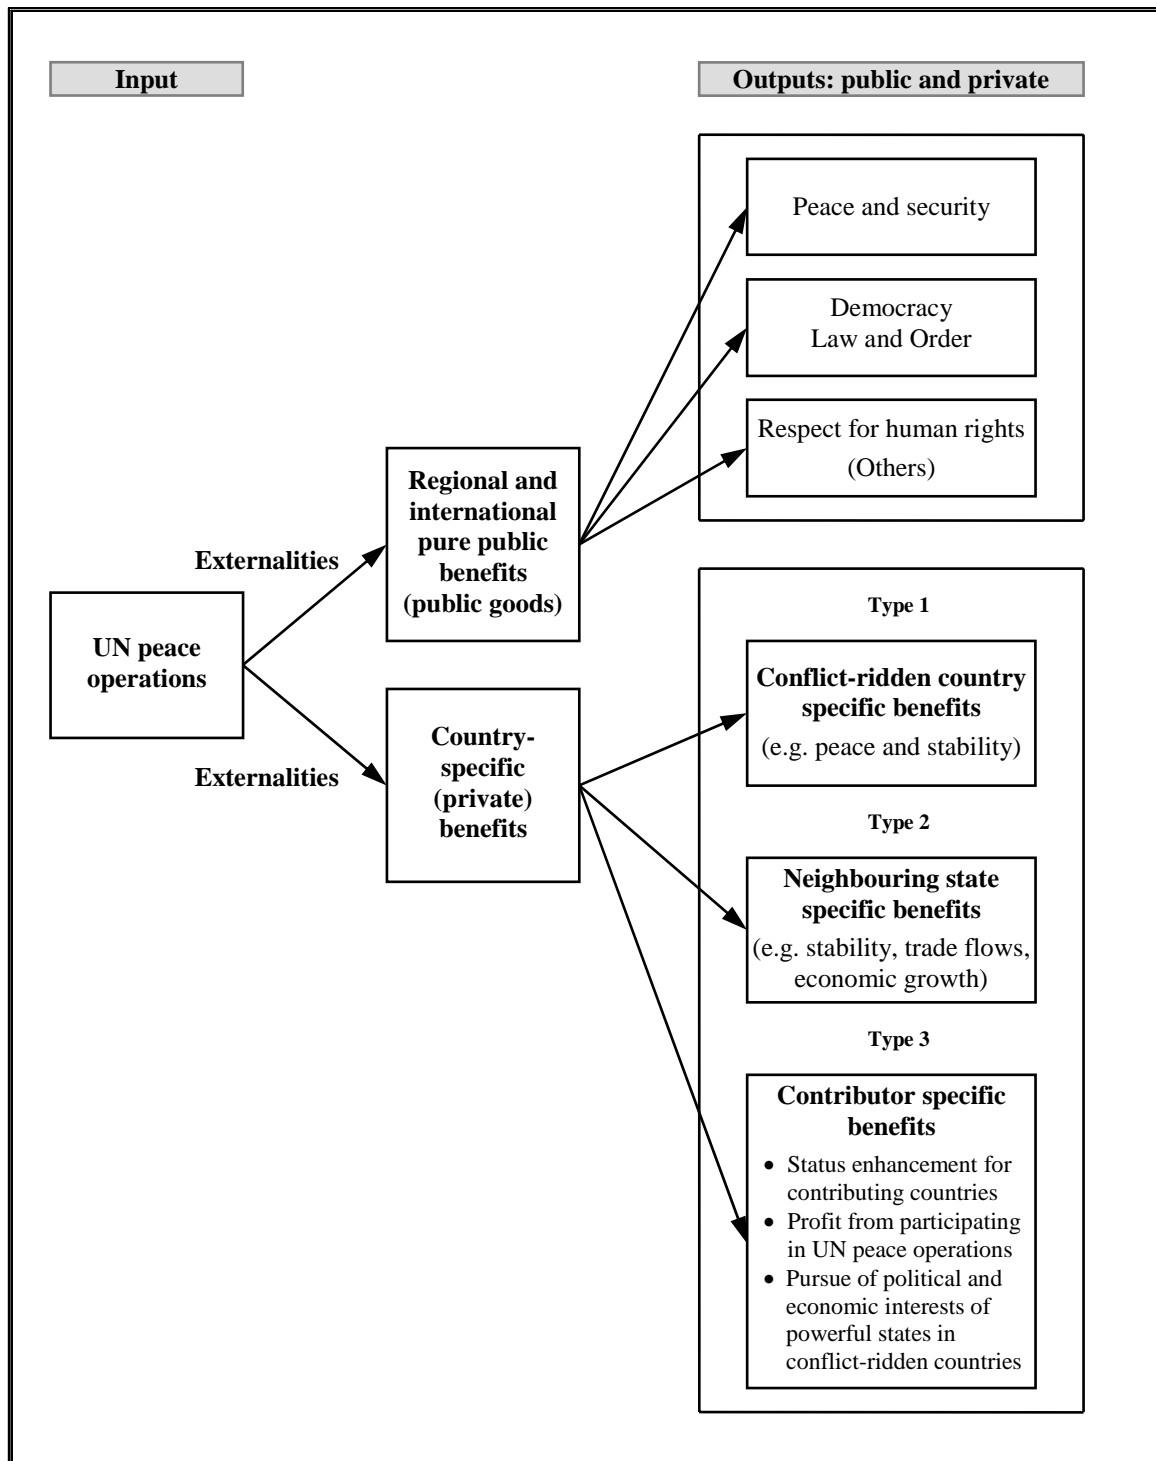 Input
Outputs: public and private
Peace and security
Democracy
Law and Order
Respect for human rights
(Others)
Regional and
international
pure public
benefits
(public goods)
Externalities
UN peace
operations
Externalities
Country-
specific
(private)
benefits
Type 1
Conflict-ridden country
specific benefits
(e.g. peace and stability)
Type 2
Neighbouring state
specific benefits
(e.g. stability, trade flows,
economic growth)
Type 3
Contributor specific
benefits
• Status enhancement for
contributing countries
• Profit from participating
in UN peace operations
• Pursue of political and
economic interests of
powerful states in
conflict-ridden countries